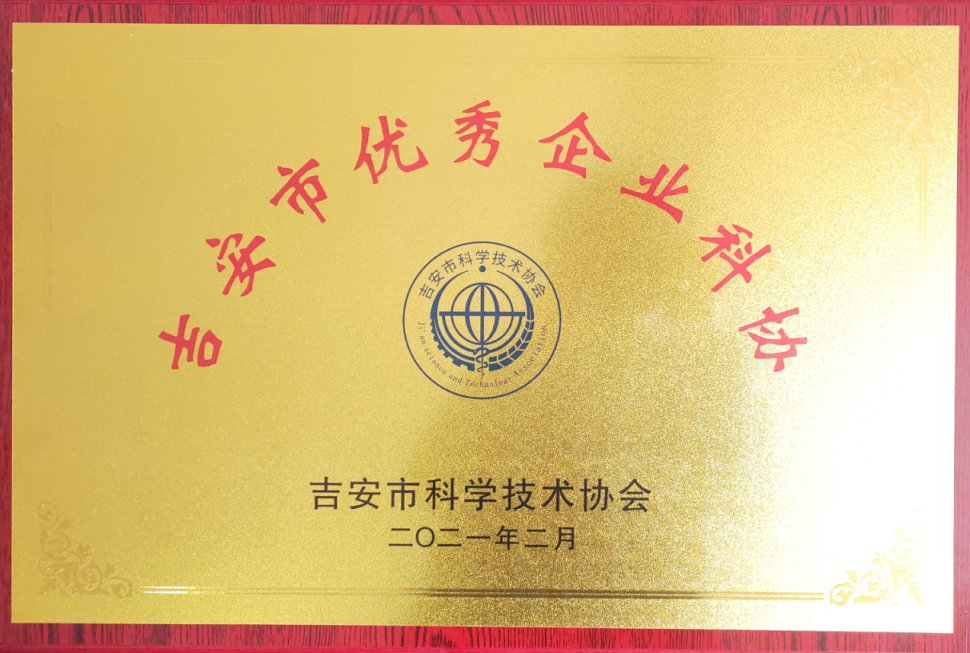 吉安市优秀企业科协
吉安市科学技术协会
Ji'an science and Technology Association
吉安市科学技术协会
二〇二一年二月